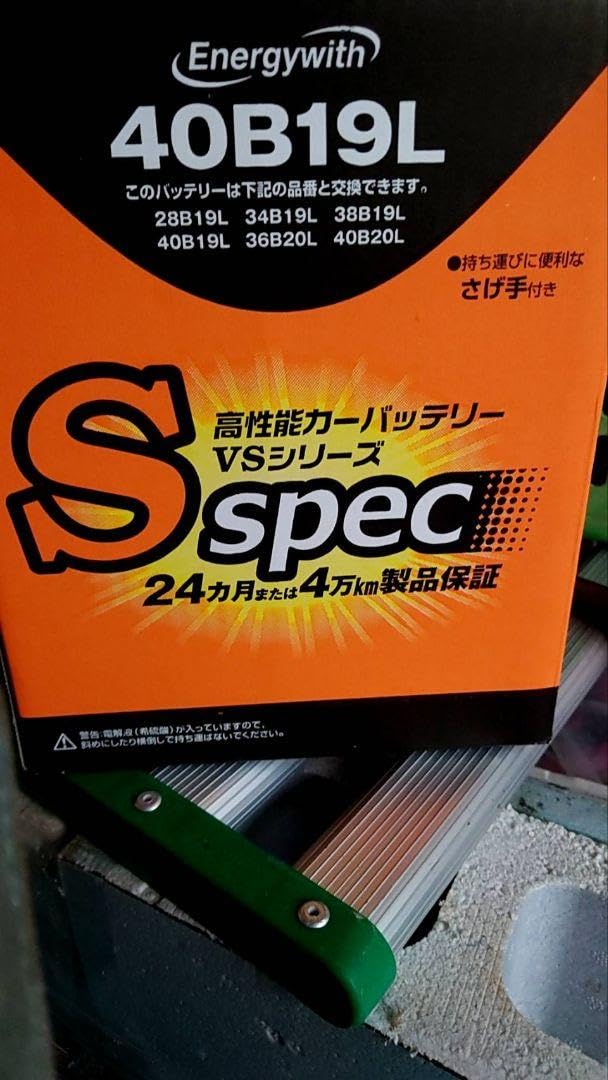 Energywith
40B19L
このバッテリーは下記の品番と交換できます。
28B19L 34B19L 38B19L
40B19L 36B20L 40B20L
●持ち運びに便利な
さげ手付き
高性能カーバッテリー
VSシリーズ
S spec
24カ月または4万km製品保証
警告:電解液(希硫酸)が入っていますので、
斜めにしたり横倒しで持ち運ばないでください。